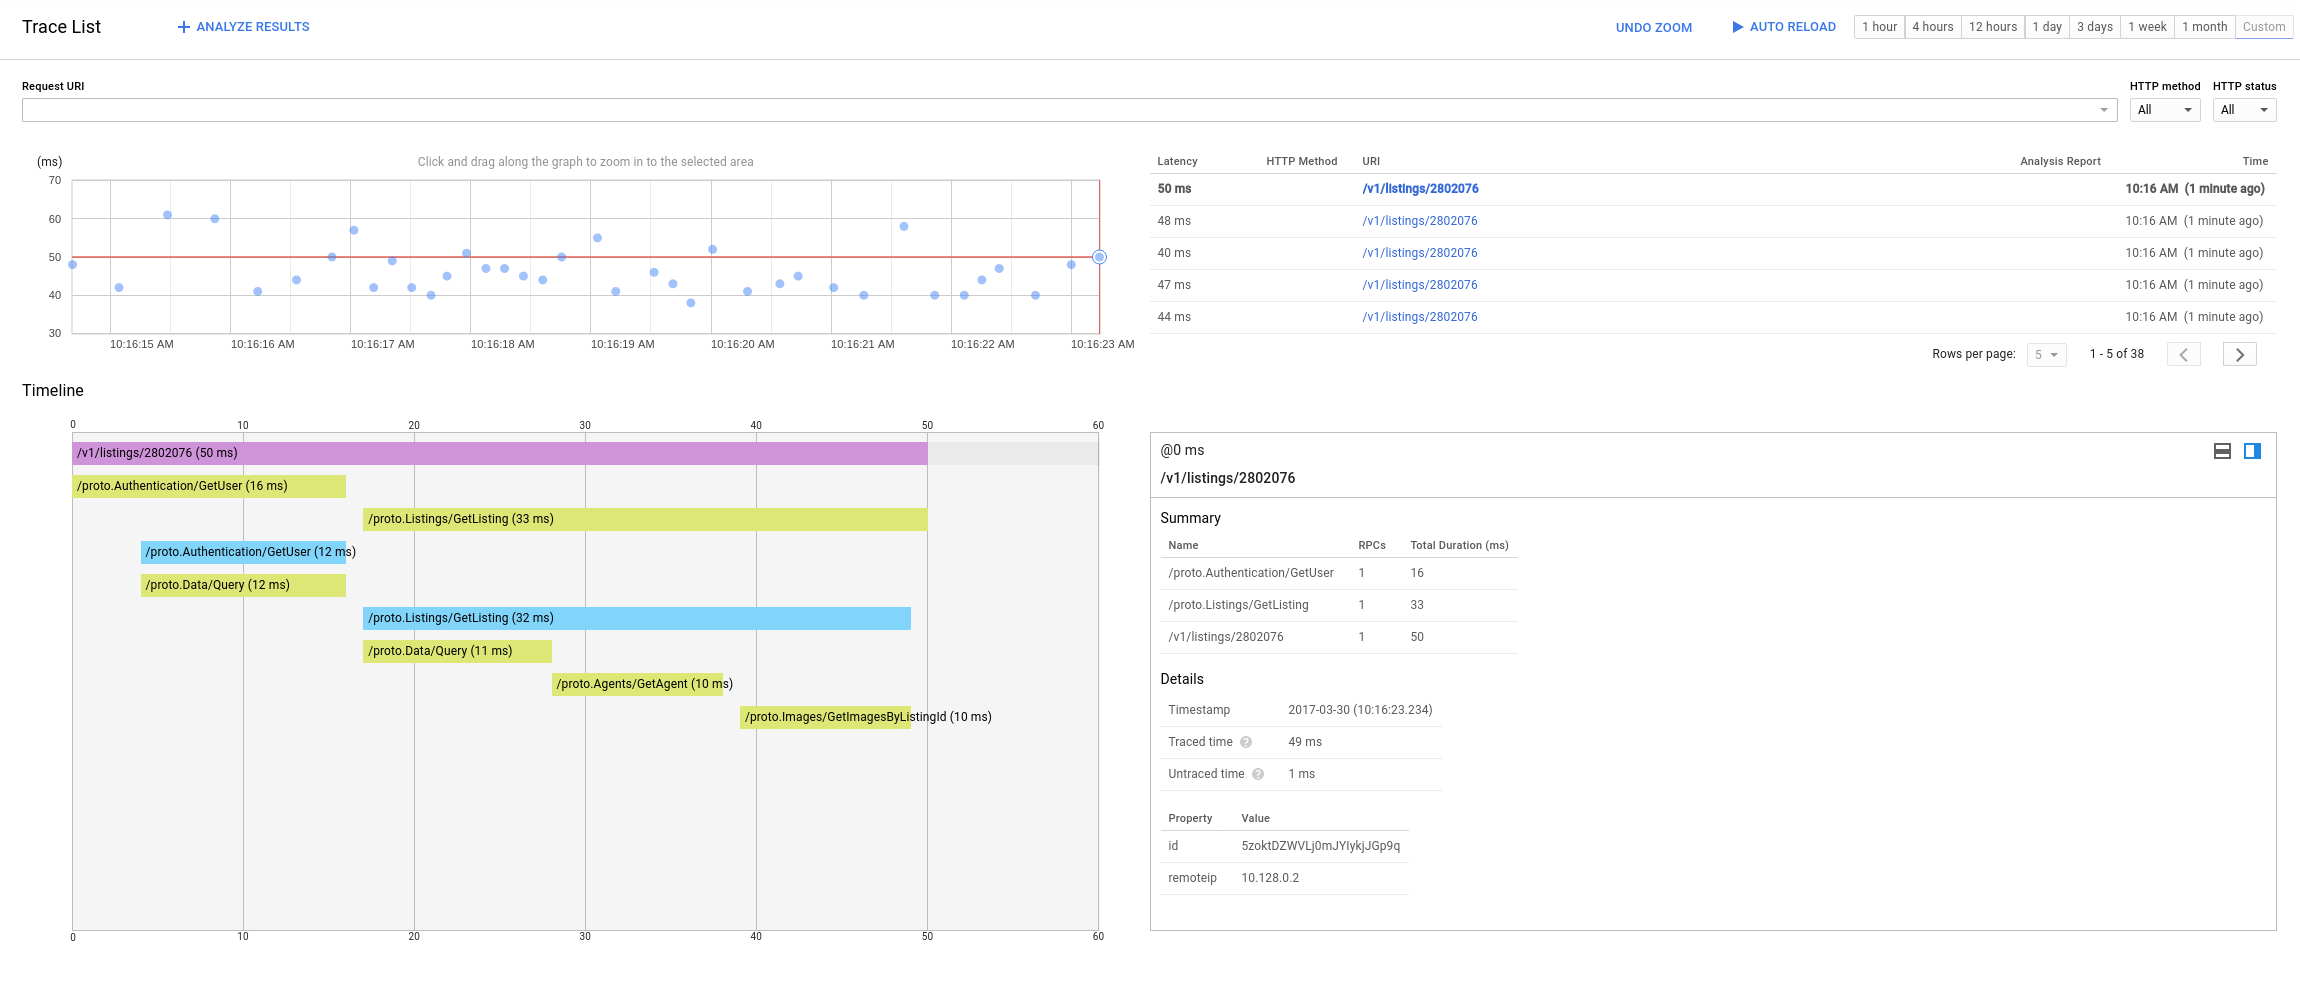 Trace List
ANALYZE RESULTS
UNDO ZOOM
AUTO RELOAD
1 hour
4 hours
12 hours
1 day
3 days
1 week
1 month
Custom
Request URI
HTTP method
HTTP status
All
All
(ms)
Click and drag along the graph to zoom in to the selected area
70
60
50
40
30
10:16:15 AM
10:16:16 AM
10:16:17 AM
10:16:18 AM
10:16:19 AM
10:16:20 AM
10:16:21 AM
10:16:22 AM
10:16:23 AM
Latency HTTP Method URI Analysis Report Time
50 ms /v1/listings/2802076 10:16 AM (1 minute ago)
48 ms /v1/listings/2802076 10:16 AM (1 minute ago)
40 ms /v1/listings/2802076 10:16 AM (1 minute ago)
47 ms /v1/listings/2802076 10:16 AM (1 minute ago)
44 ms /v1/listings/2802076 10:16 AM (1 minute ago)
Rows per page: 5 1 - 5 of 38
Timeline
0 10 20 30 40 50 60
/v1/listings/2802076 (50 ms)
/proto.Authentication/GetUser (16 ms)
/proto.Listings/GetListing (33 ms)
/proto.Authentication/GetUser (12 ms)
/proto.Data/Query (12 ms)
/proto.Listings/GetListing (32 ms)
/proto.Data/Query (11 ms)
/proto.Agents/GetAgent (10 ms)
/proto.Images/GetImagesByListingId (10 ms)
0 10 20 30 40 50 60
@0 ms
/v1/listings/2802076
Summary
Name RPCs Total Duration (ms)
/proto.Authentication/GetUser 1 16
/proto.Listings/GetListing 1 33
/v1/listings/2802076 1 50
Details
Timestamp 2017-03-30 (10:16:23.234)
Traced time ? 49 ms
Untraced time ? 1 ms
Property Value
id 5zoktDZWVLj0mJYIykjJGp9q
remoteip 10.128.0.2